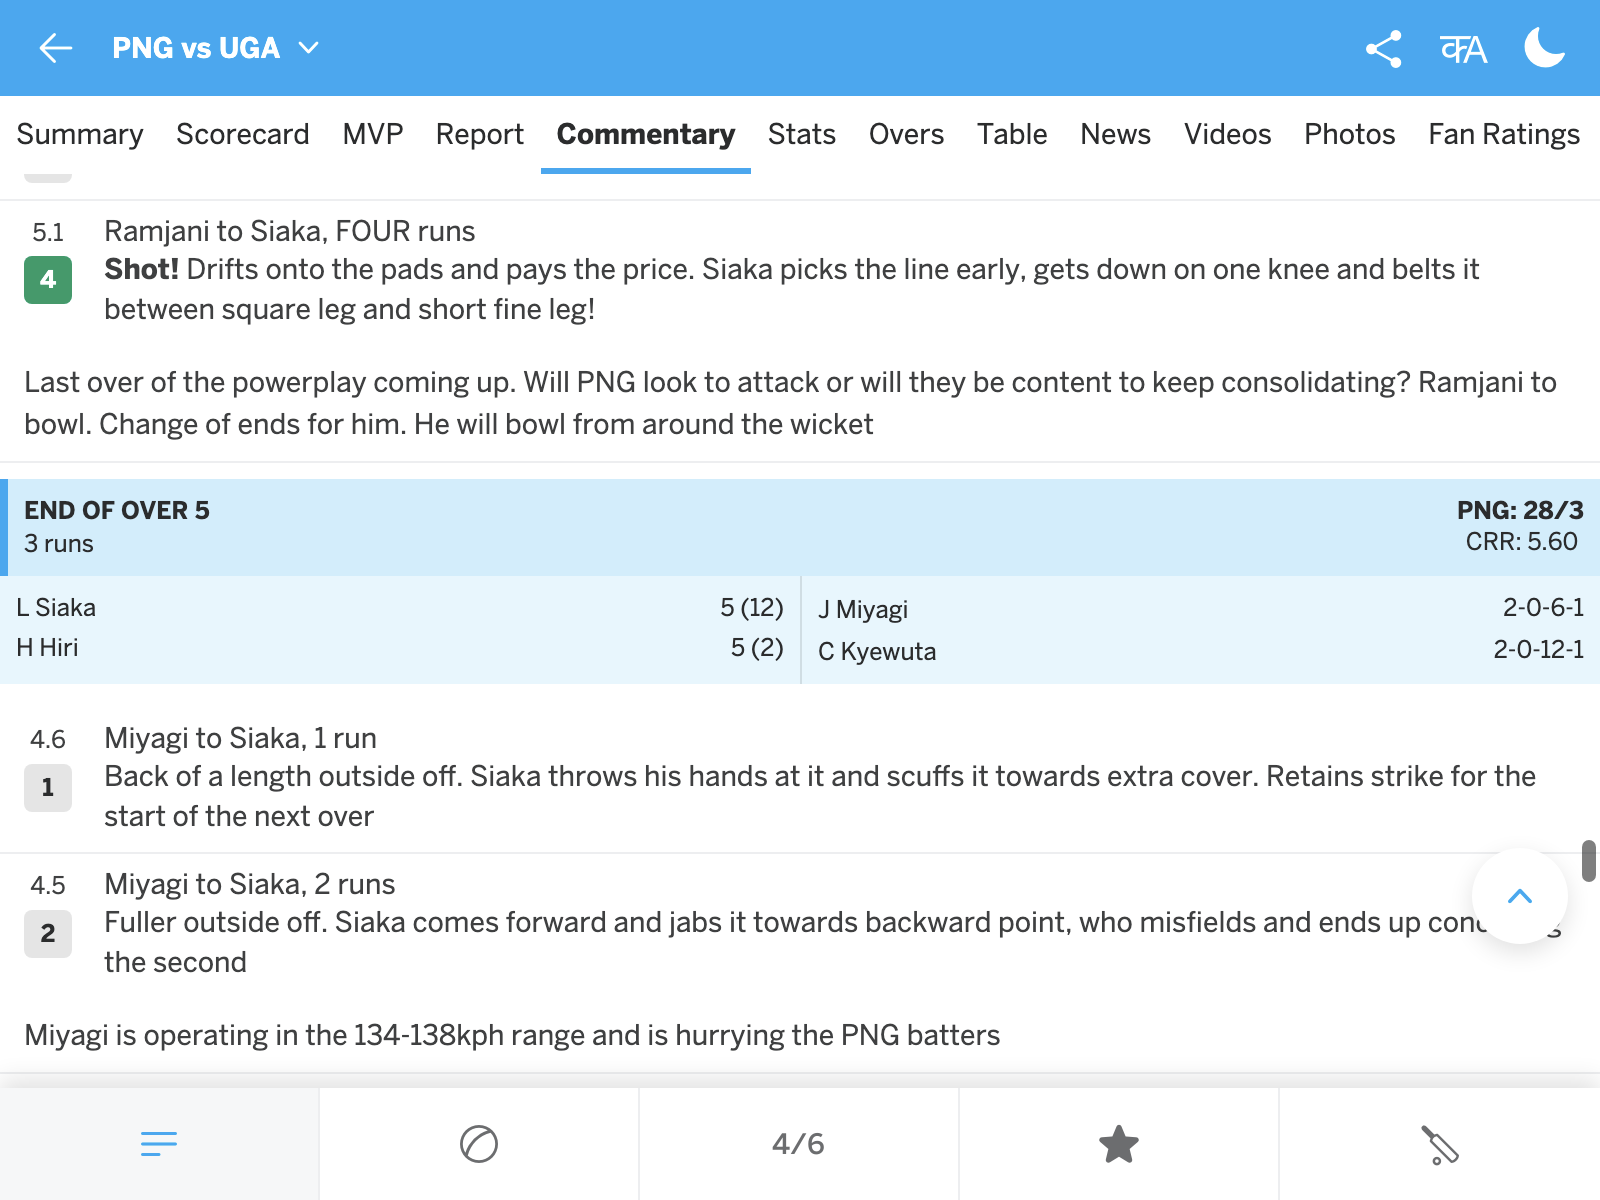 PNG vs UGA
क A
Summary Scorecard MVP Report Commentary Stats Overs Table News Videos Photos Fan Ratings
5.1 Ramjani to Siaka, FOUR runs
4 Shot! Drifts onto the pads and pays the price. Siaka picks the line early, gets down on one knee and belts it
between square leg and short fine leg!
Last over of the powerplay coming up. Will PNG look to attack or will they be content to keep consolidating? Ramjani to
bowl. Change of ends for him. He will bowl from around the wicket
END OF OVER 5 PNG: 28/3
3 runs CRR: 5.60
L Siaka 5 (12) J Miyagi 2-0-6-1
H Hiri 5 (2) C Kyewuta 2-0-12-1
4.6 Miyagi to Siaka, 1 run
1 Back of a length outside off. Siaka throws his hands at it and scuffs it towards extra cover. Retains strike for the
start of the next over
4.5 Miyagi to Siaka, 2 runs
2 Fuller outside off. Siaka comes forward and jabs it towards backward point, who misfields and ends up
the second
Miyagi is operating in the 134-138kph range and is hurrying the PNG batters
4/6